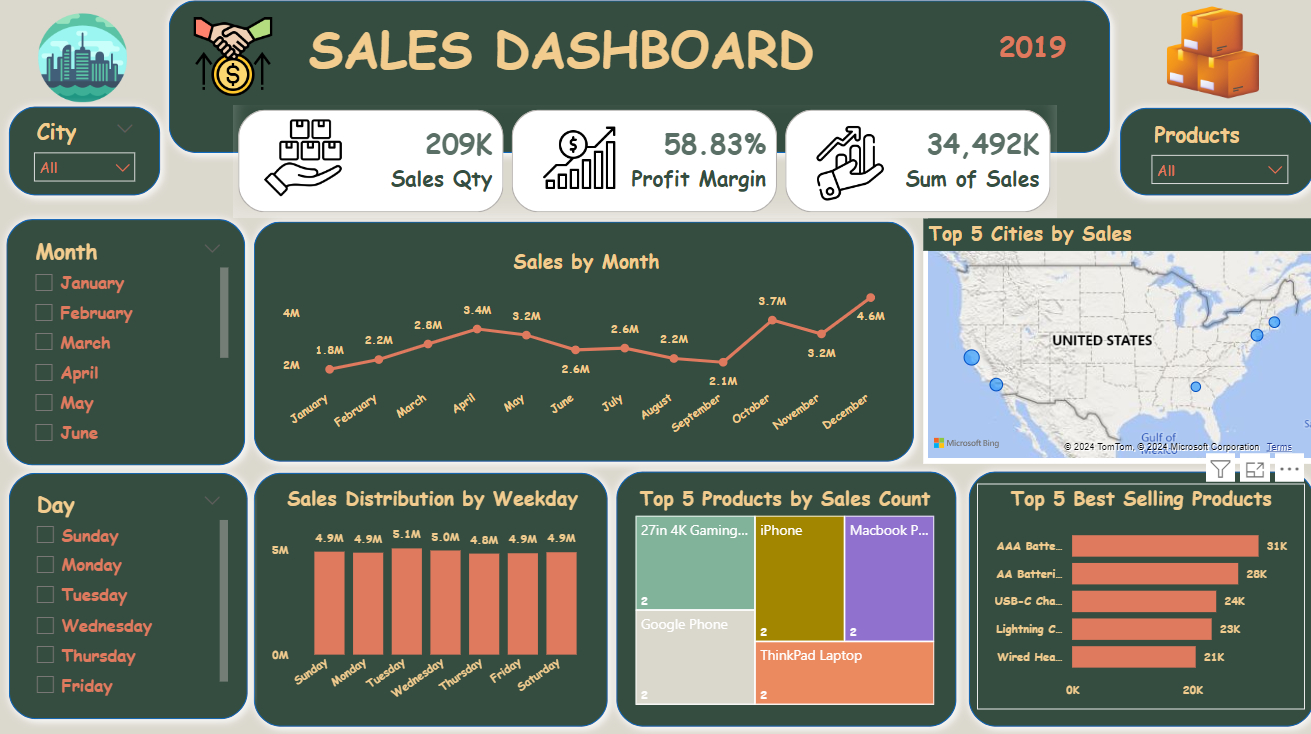 SALES DASHBOARD
2019
City
All
209K
Sales Qty
58.83%
Profit Margin
34,492K
Sum of Sales
Products
All
Month
January
February
March
April
May
June
Sales by Month
4M
2M
1.8M
2.2M
2.8M
3.4M
3.2M
2.6M
2.6M
2.2M
2.1M
3.7M
3.2M
4.6M
January
February
March
April
May
June
July
August
September
October
November
December
Top 5 Cities by Sales
UNITED STATES
Gulf of
Mexico
Microsoft Bing
© 2024 TomTom, © 2024 Microsoft Corporation Terms
Day
Sunday
Monday
Tuesday
Wednesday
Thursday
Friday
Sales Distribution by Weekday
5M
0M
4.9M
4.9M
5.1M
5.0M
4.8M
4.9M
4.9M
Sunday
Monday
Tuesday
Wednesday
Thursday
Friday
Saturday
Top 5 Products by Sales Count
27in 4K Gaming...
2
iPhone
2
Macbook P...
2
Google Phone
2
ThinkPad Laptop
2
Top 5 Best Selling Products
AAA Batte... 31K
AA Batteri... 28K
USB-C Cha... 24K
Lightning C... 23K
Wired Hea... 21K
0K 20K